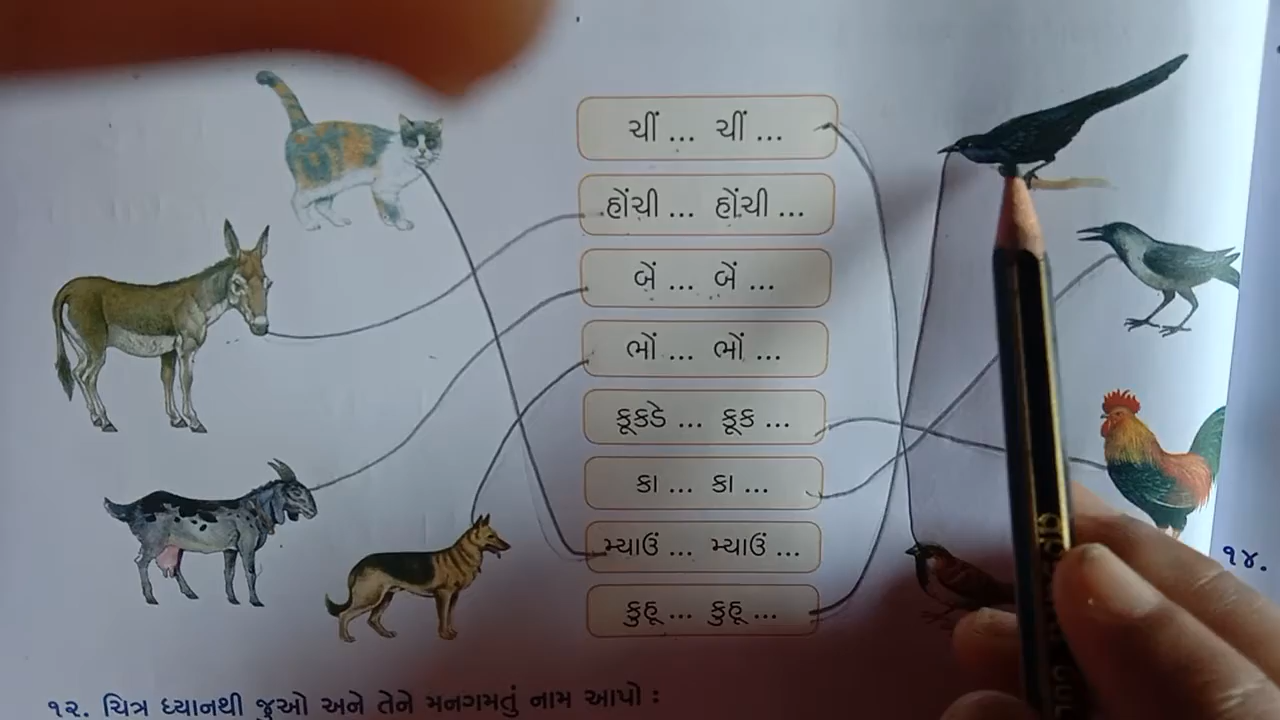 ચીં ... ચીં ...
હોંચી ... હોંચી ...
બેં ... બેં ...
ભોં ... ભોં ...
કૂકડે ... કૂક ...
કા ... કા ...
મ્યાઉં ... મ્યાઉં ...
કુહૂ ... કુહૂ ...
૧૪.
૧૨. ચિત્ર ધ્યાનથી જુઓ અને તેને મનગમતું નામ આપો :